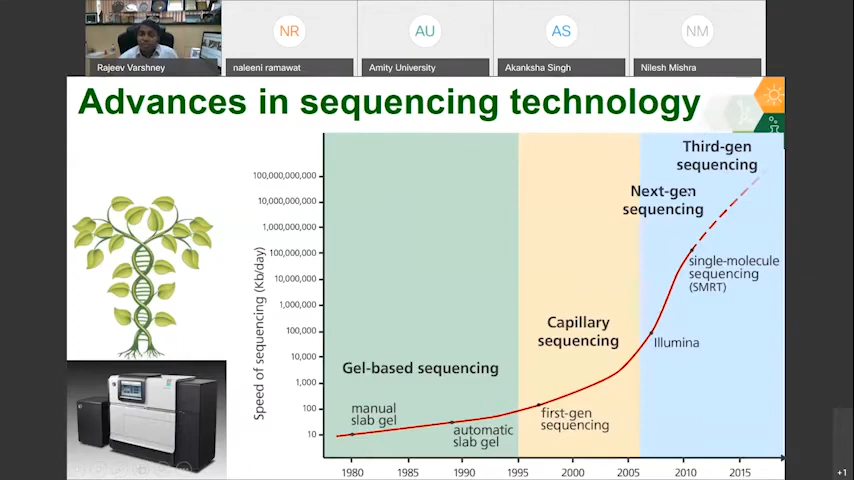 NR
AU
AS
NM
Rajeev Varshney
naleeni ramawat
Amity University
Akanksha Singh
Nilesh Mishra
Advances in sequencing technology
Third-gen
sequencing
Next-gen
sequencing
single-molecule
sequencing
(SMRT)
Illumina
Capillary
sequencing
Gel-based sequencing
first-gen
sequencing
manual
slab gel
automatic
slab gel
Speed of sequencing (Kb/day)
100,000,000,000
10,000,000,000
1,000,000,000
100,000,000
10,000,000
1,000,000
100,000
10,000
1,000
100
10
1980
1985
1990
1995
2000
2005
2010
2015
+1